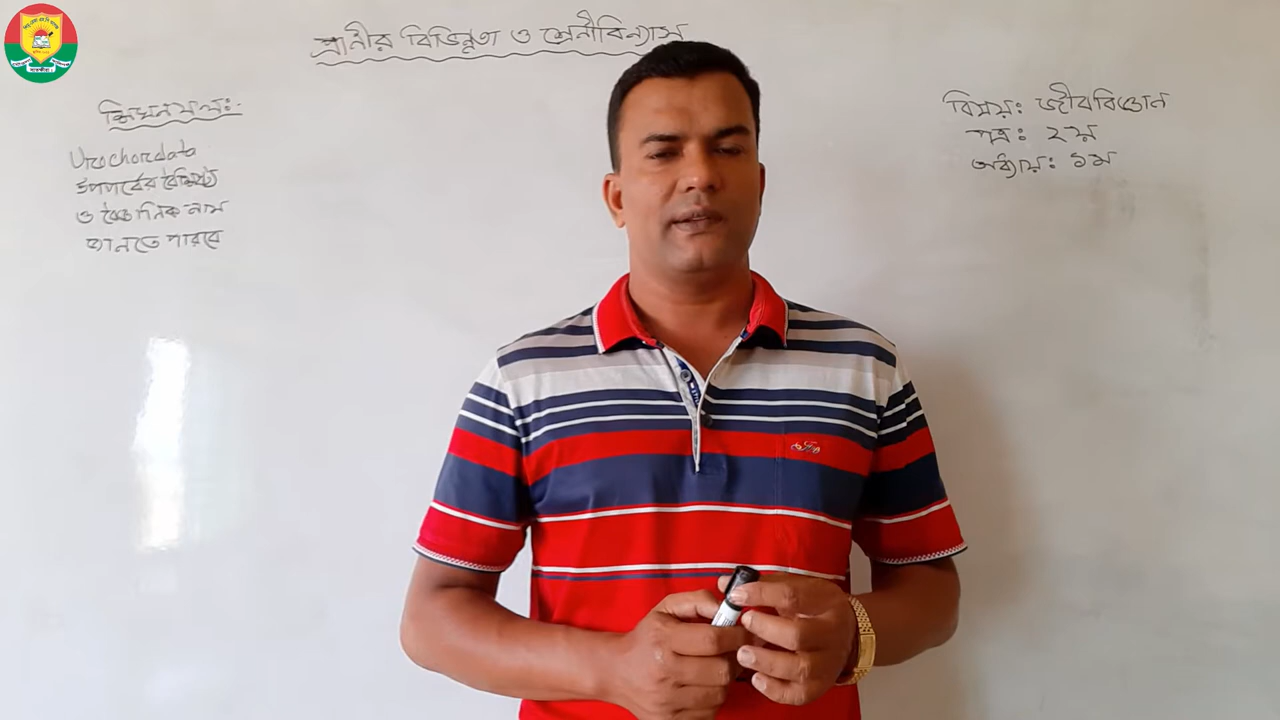 প্রানীর বিভিন্নতা ও শ্রেনীবিন্যাস
শিখনফল:-
Urochordata
উপপর্বের বৈশিষ্ট্য
ও বৈজ্ঞানিক নাম
জানতে পারবে
বিষয়: জীববিজ্ঞান
পত্র: ২য়
অধ্যায়: ১ম